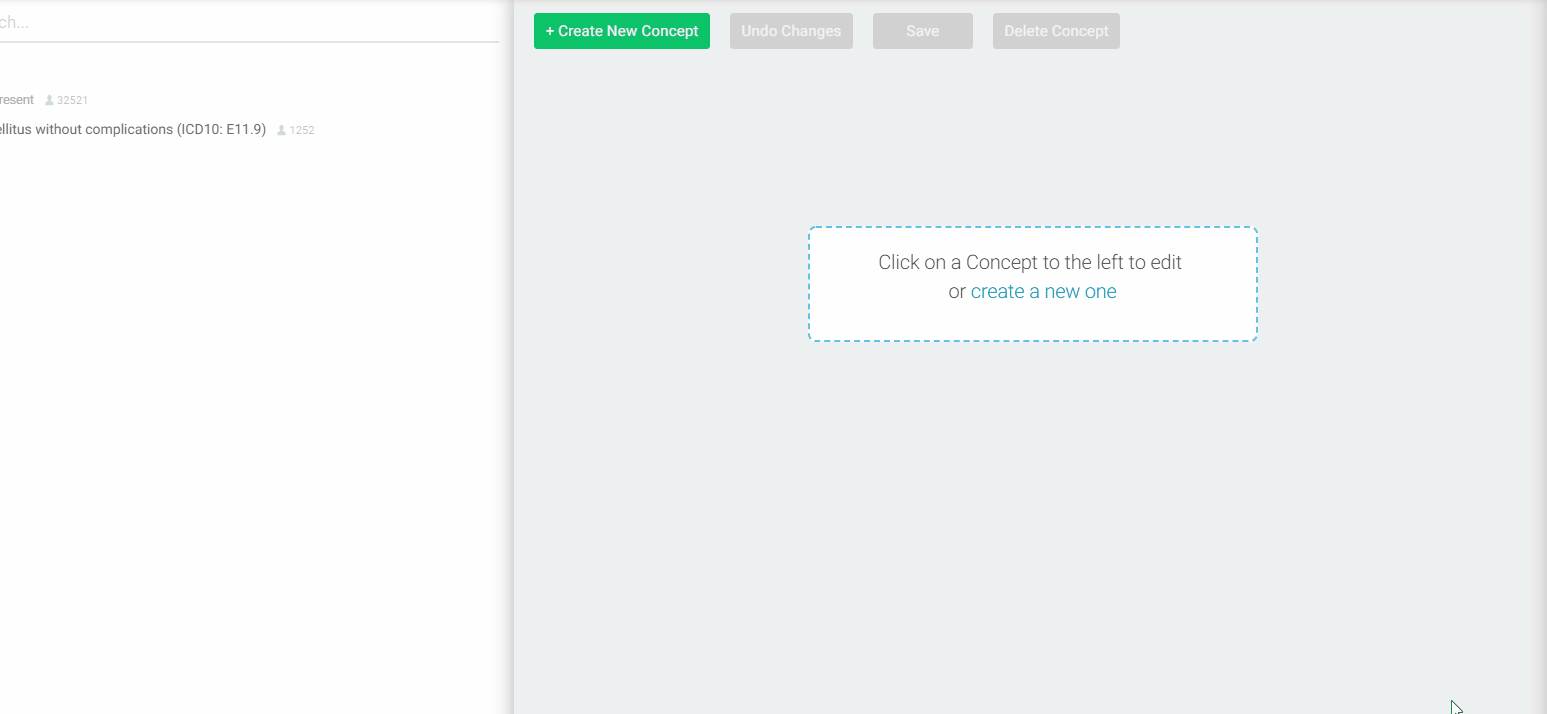 ch...
+ Create New Concept
Undo Changes
Save
Delete Concept
resent 32521
ellitus without complications (ICD10: E11.9) 1252
Click on a Concept to the left to edit
or create a new one